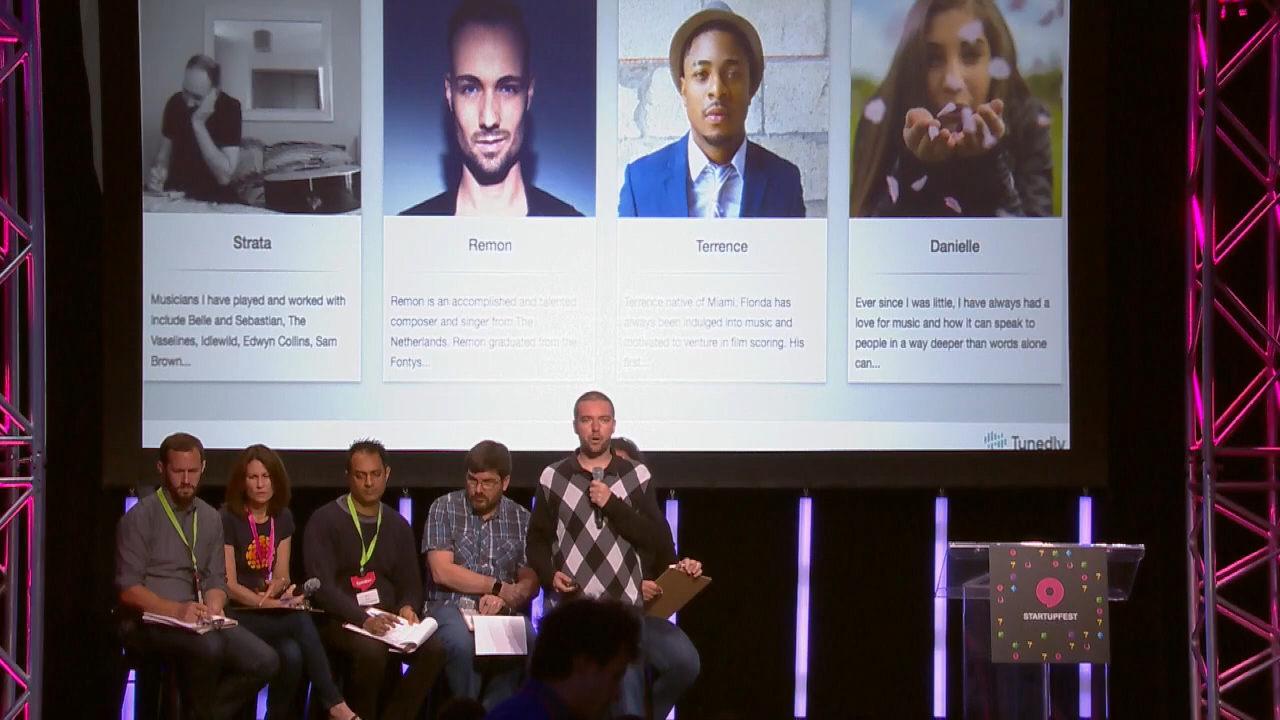 Strata
Musicians I have played and worked with
include Belle and Sebastian, The
Vaselines, Idlewild, Edwyn Collins, Sam
Brown...
Remon
Remon is an accomplished and talented
composer and singer from The
Netherlands. Remon graduated from the
Fontys...
Terrence
Terrence native of Miami, Florida has
always been indulged into music and
motivated to venture in film scoring. His
first...
Danielle
Ever since I was little, I have always had a
love for music and how it can speak to
people in a way deeper than words alone
can...
Tunedly
STARTUPFEST